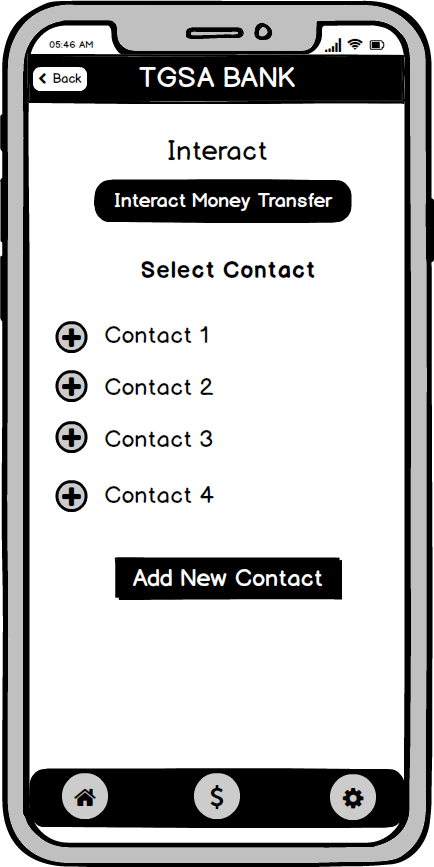 05:46 AM
Back
TGSA BANK
Interact
Interact Money Transfer
Select Contact
Contact 1
Contact 2
Contact 3
Contact 4
Add New Contact
$